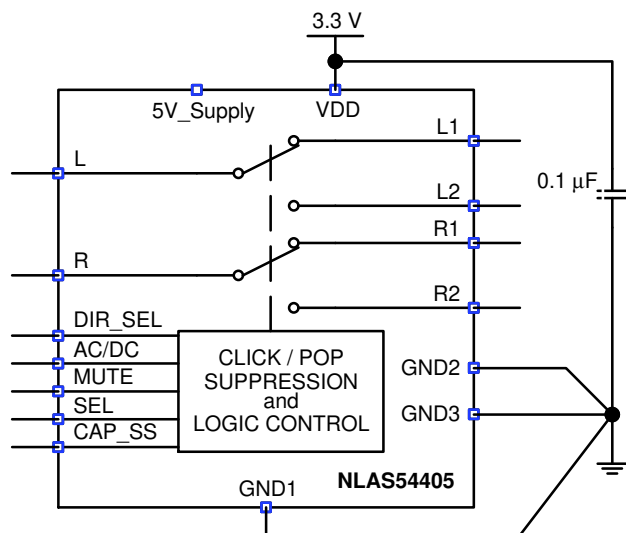 3.3 V
5V_Supply
VDD
L
L1
0.1 μF
L2
R1
R
R2
DIR_SEL
AC/DC
MUTE
SEL
CAP_SS
CLICK / POP
SUPPRESSION
and
LOGIC CONTROL
GND2
GND3
NLAS54405
GND1